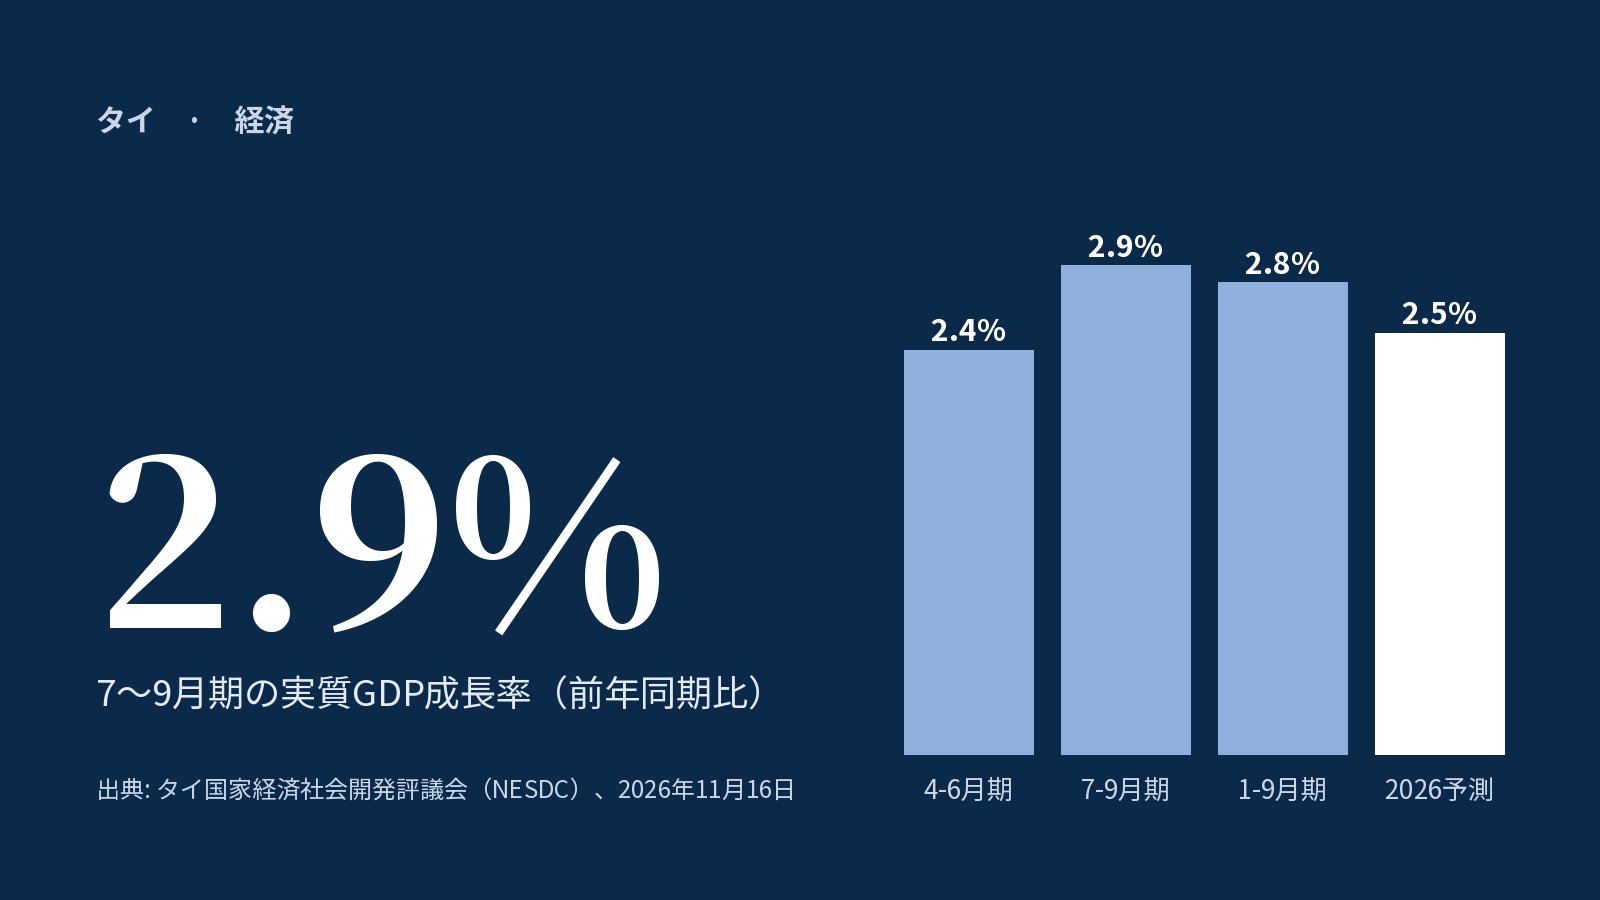 タイ ・ 経済
2.9%
7〜9月期の実質GDP成長率（前年同期比）
出典: タイ国家経済社会開発評議会（NESDC）、2026年11月16日
2.4%
2.9%
2.8%
2.5%
4-6月期
7-9月期
1-9月期
2026予測